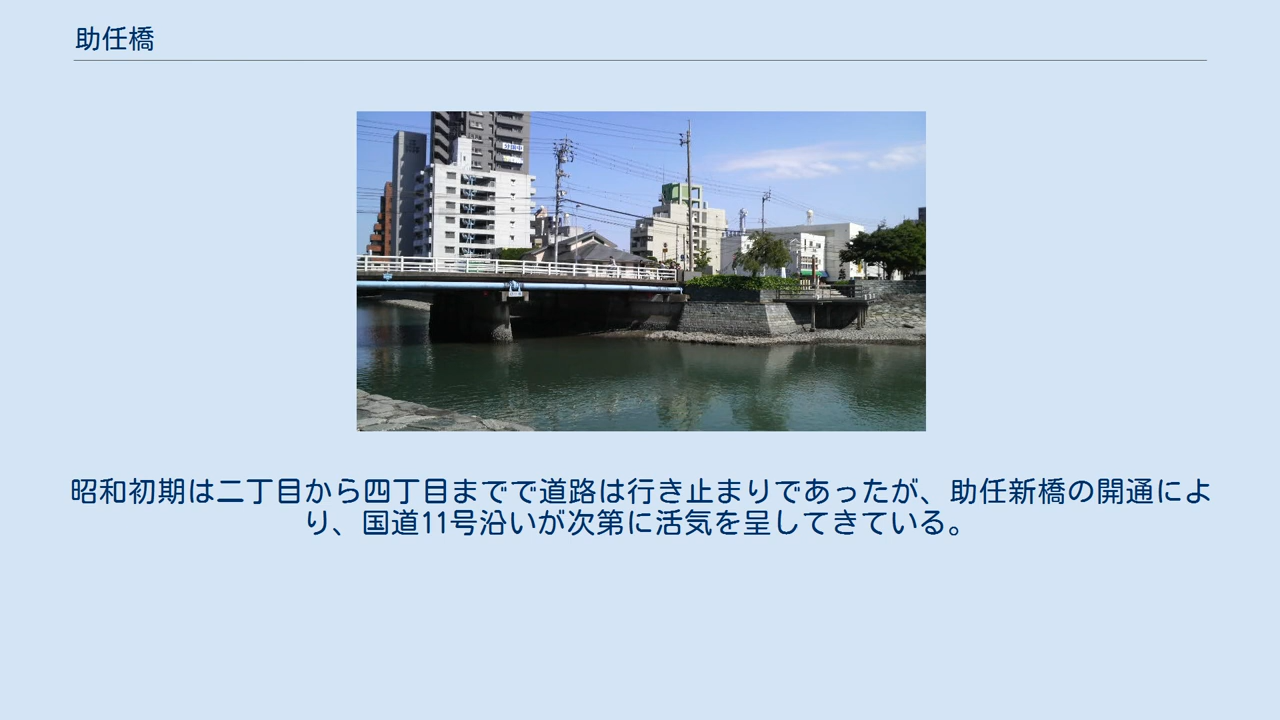 助任橋
分譲中
昭和初期は二丁目から四丁目までで道路は行き止まりであったが、助任新橋の開通によ
り、国道11号沿いが次第に活気を呈してきている。